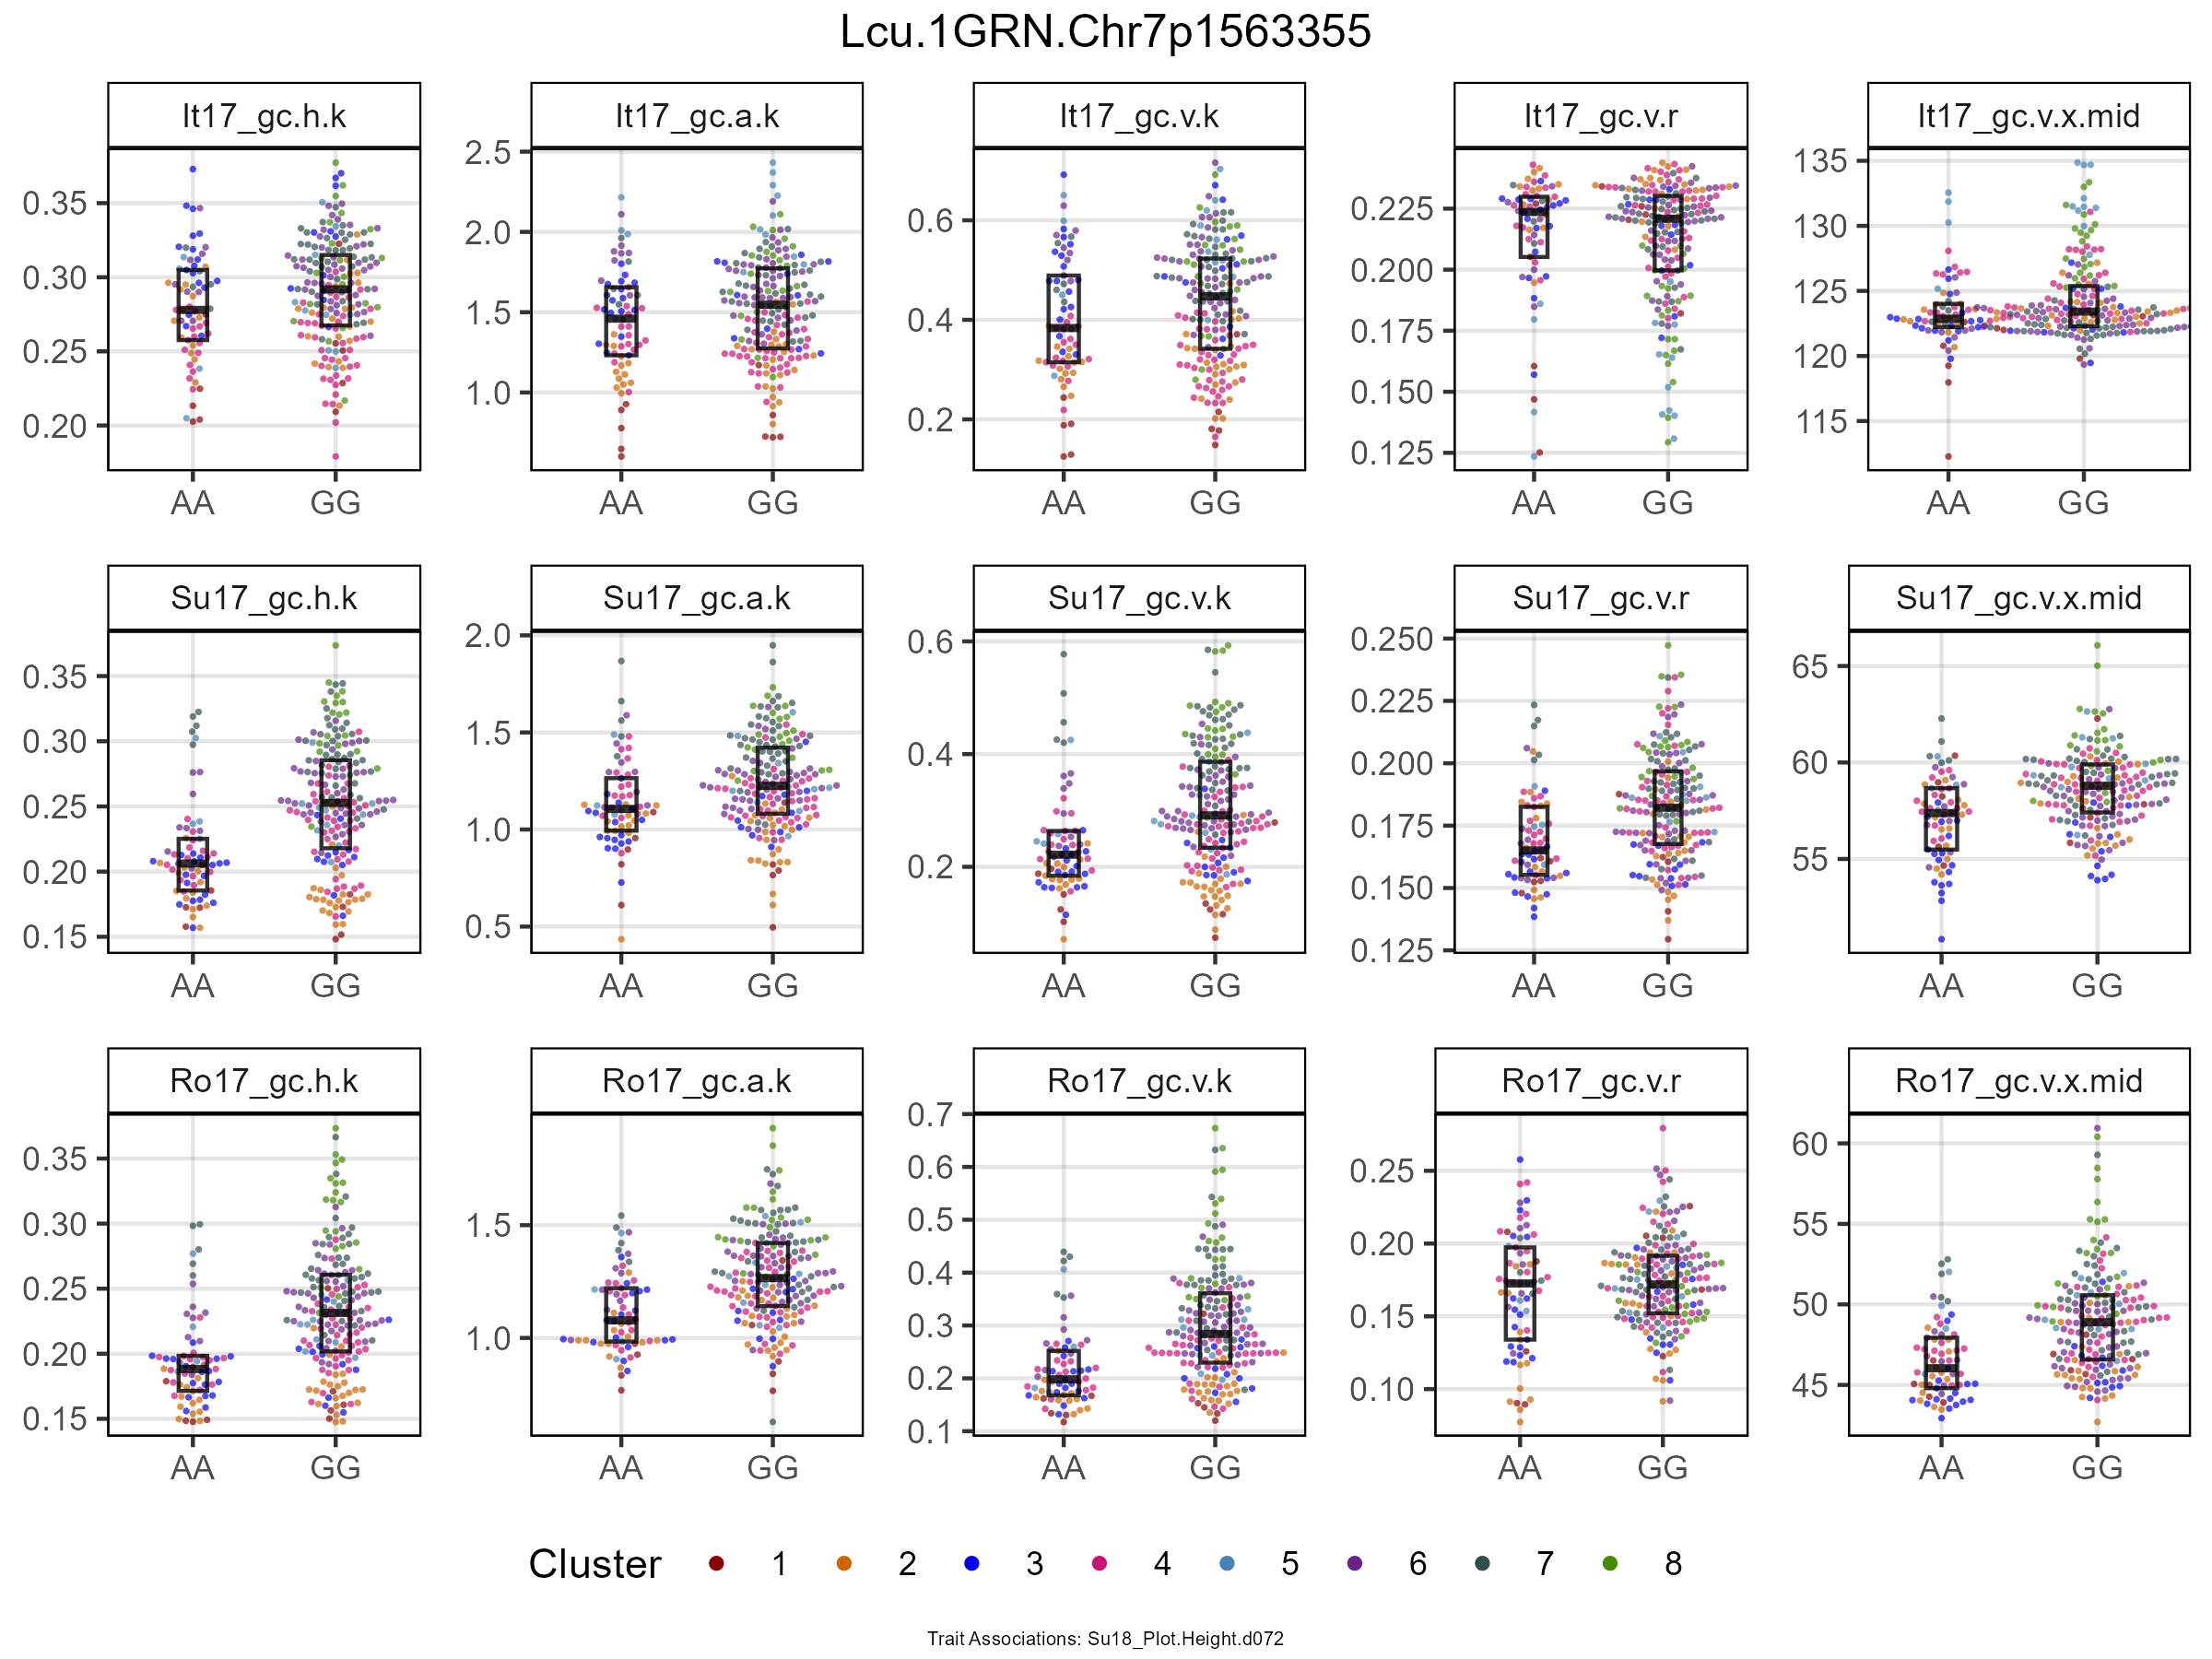 Lcu.1GRN.Chr7p1563355
It17_gc.h.k It17_gc.a.k It17_gc.v.k It17_gc.v.r It17_gc.v.x.mid
0.35 0.30 0.25 0.20
2.5 2.0 1.5 1.0
0.6 0.4 0.2
0.225 0.200 0.175 0.150 0.125
135 130 125 120 115
AA GG AA GG AA GG AA GG AA GG
Su17_gc.h.k Su17_gc.a.k Su17_gc.v.k Su17_gc.v.r Su17_gc.v.x.mid
0.35 0.30 0.25 0.20 0.15
2.0 1.5 1.0 0.5
0.6 0.4 0.2
0.250 0.225 0.200 0.175 0.150 0.125
65 60 55
AA GG AA GG AA GG AA GG AA GG
Ro17_gc.h.k Ro17_gc.a.k Ro17_gc.v.k Ro17_gc.v.r Ro17_gc.v.x.mid
0.35 0.30 0.25 0.20 0.15
1.5 1.0
0.7 0.6 0.5 0.4 0.3 0.2 0.1
0.25 0.20 0.15 0.10
60 55 50 45
AA GG AA GG AA GG AA GG AA GG
Cluster 1 2 3 4 5 6 7 8
Trait Associations: Su18_Plot.Height.d072